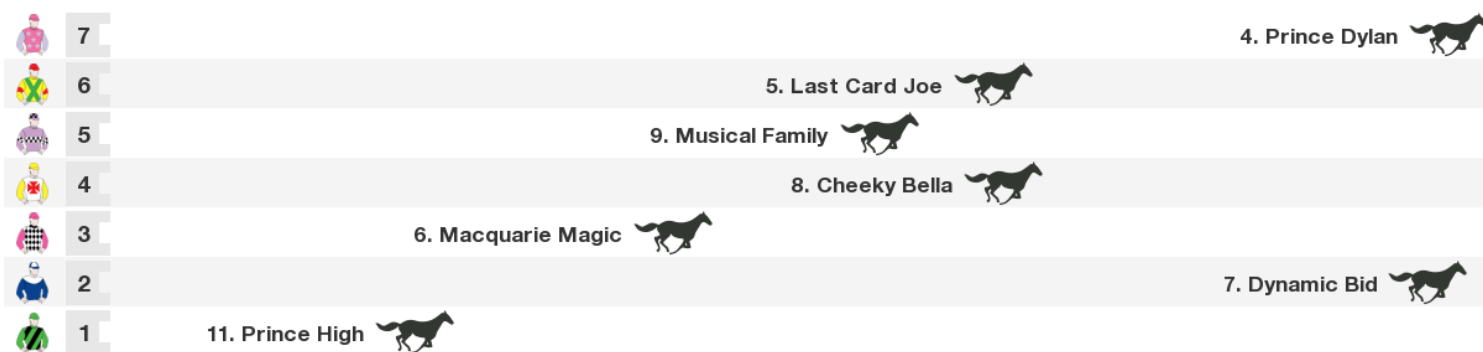 7 4. Prince Dylan
6 5. Last Card Joe
5 9. Musical Family
4 8. Cheeky Bella
3 6. Macquarie Magic
2 7. Dynamic Bid
1 11. Prince High